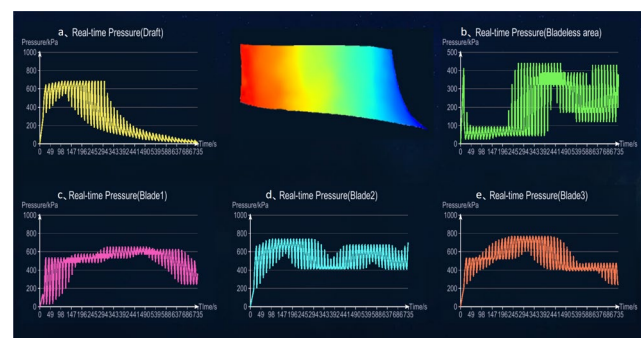 a、Real-time Pressure(Draft)
Pressure/kPa
1000
800
600
400
200
0
Time/s
0 49 98 147196245294343392441490539588637686735
b、Real-time Pressure(Bladeless area)
Pressure/kPa
500
400
300
200
100
0
Time/s
0 49 98 147196245294343392441490539588637686735
c、Real-time Pressure(Blade1)
Pressure/kPa
1000
800
600
400
200
0
Time/s
0 49 98 147196245294343392441490539588637686735
d、Real-time Pressure(Blade2)
Pressure/kPa
1000
800
600
400
200
0
Time/s
0 49 98 147196245294343392441490539588637686735
e、Real-time Pressure(Blade3)
Pressure/kPa
1000
800
600
400
200
0
Time/s
0 49 98 147196245294343392441490539588637686735